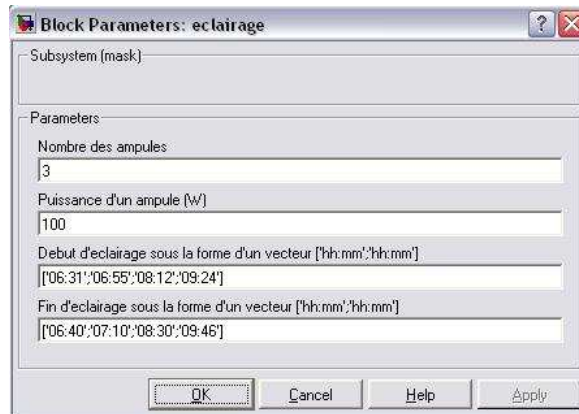 Block Parameters: eclairage
Subsystem (mask)
Parameters
Nombre des ampules
3
Puissance d'un ampule (W)
100
Debut d'eclairage sous la forme d'un vecteur ['hh:mm';'hh:mm']
['06:31';'06:55';'08:12';'09:24']
Fin d'eclairage sous la forme d'un vecteur ['hh:mm';'hh:mm']
['06:40';'07:10';'08:30';'09:46']
OK Cancel Help Apply